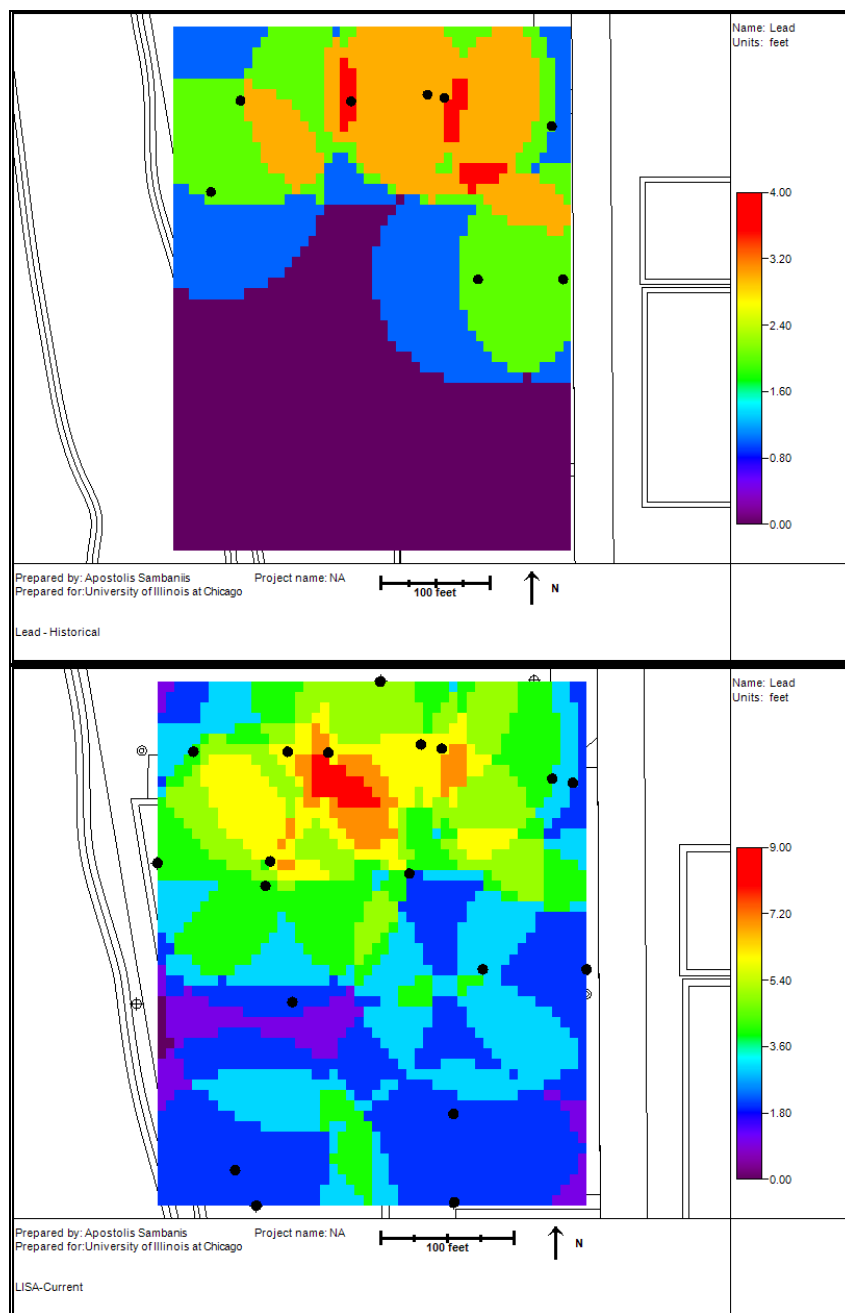 Name: Lead
Units: feet
4.00
3.20
2.40
1.60
0.80
0.00
Prepared by: Apostolis Sambaniis Project name: NA
Prepared for:University of Illinois at Chicago
100 feet
N
Lead - Historical
Name: Lead
Units: feet
9.00
7.20
5.40
3.60
1.80
0.00
Prepared by: Apostolis Sambanis Project name: NA
Prepared for:University of Illinois at Chicago
100 feet
N
LISA-Current